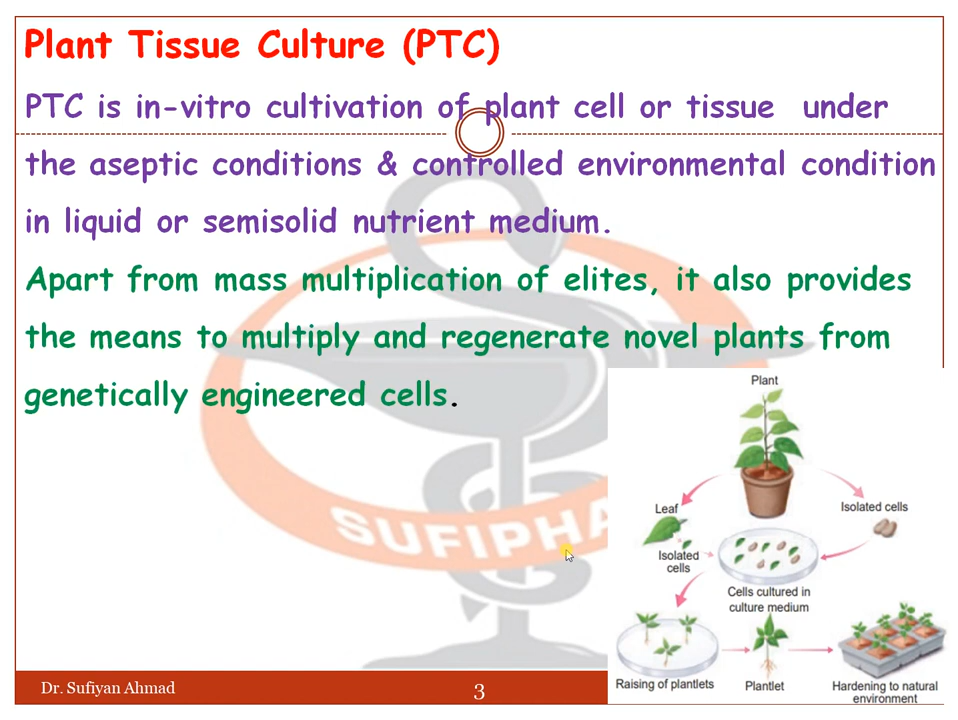 Plant Tissue Culture (PTC)
PTC is in-vitro cultivation of plant cell or tissue under
the aseptic conditions & controlled environmental condition
in liquid or semisolid nutrient medium.
Apart from mass multiplication of elites, it also provides
the means to multiply and regenerate novel plants from
genetically engineered cells.
SUFIPHA
Plant
Leaf
Isolated cells
Isolated
cells
Cells cultured in
culture medium
Raising of plantlets
Plantlet
Hardening to natural
environment
Dr. Sufiyan Ahmad
3